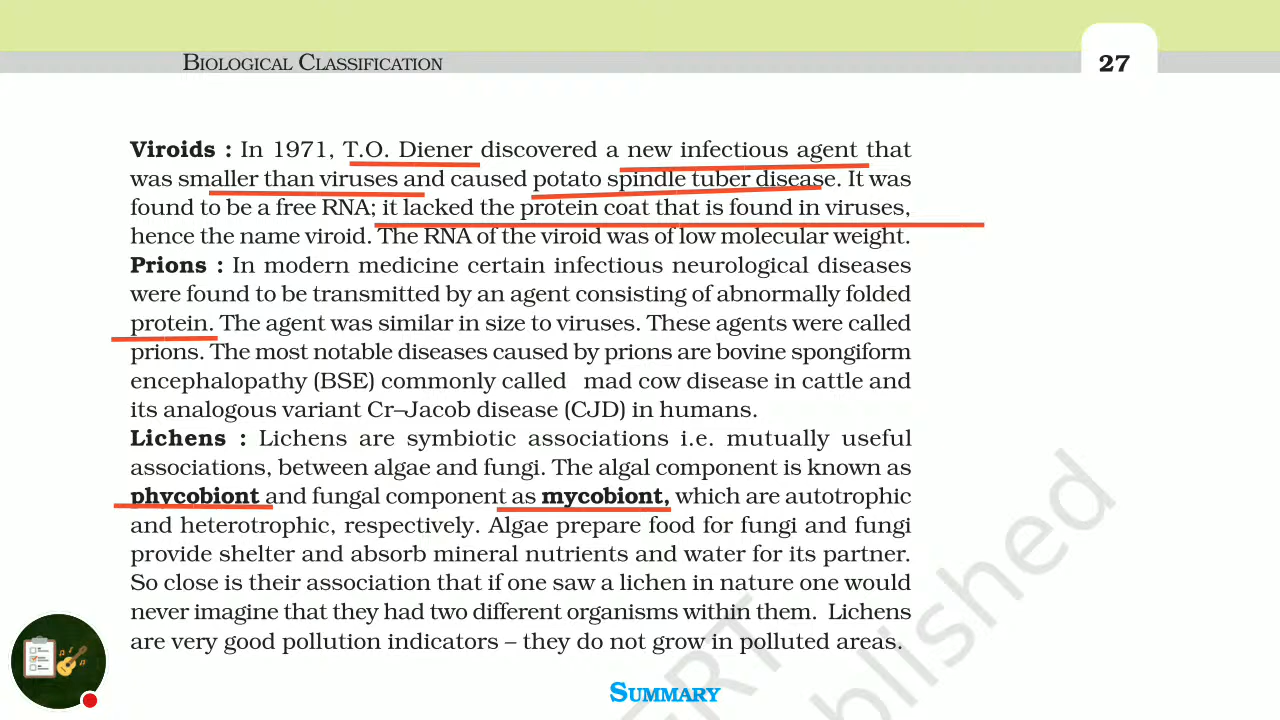 BIOLOGICAL CLASSIFICATION
27
Viroids : In 1971, T.O. Diener discovered a new infectious agent that
was smaller than viruses and caused potato spindle tuber disease. It was
found to be a free RNA; it lacked the protein coat that is found in viruses,
hence the name viroid. The RNA of the viroid was of low molecular weight.
Prions : In modern medicine certain infectious neurological diseases
were found to be transmitted by an agent consisting of abnormally folded
protein. The agent was similar in size to viruses. These agents were called
prions. The most notable diseases caused by prions are bovine spongiform
encephalopathy (BSE) commonly called mad cow disease in cattle and
its analogous variant Cr–Jacob disease (CJD) in humans.
Lichens : Lichens are symbiotic associations i.e. mutually useful
associations, between algae and fungi. The algal component is known as
phycobiont and fungal component as mycobiont, which are autotrophic
and heterotrophic, respectively. Algae prepare food for fungi and fungi
provide shelter and absorb mineral nutrients and water for its partner.
So close is their association that if one saw a lichen in nature one would
never imagine that they had two different organisms within them. Lichens
are very good pollution indicators – they do not grow in polluted areas.
SUMMARY